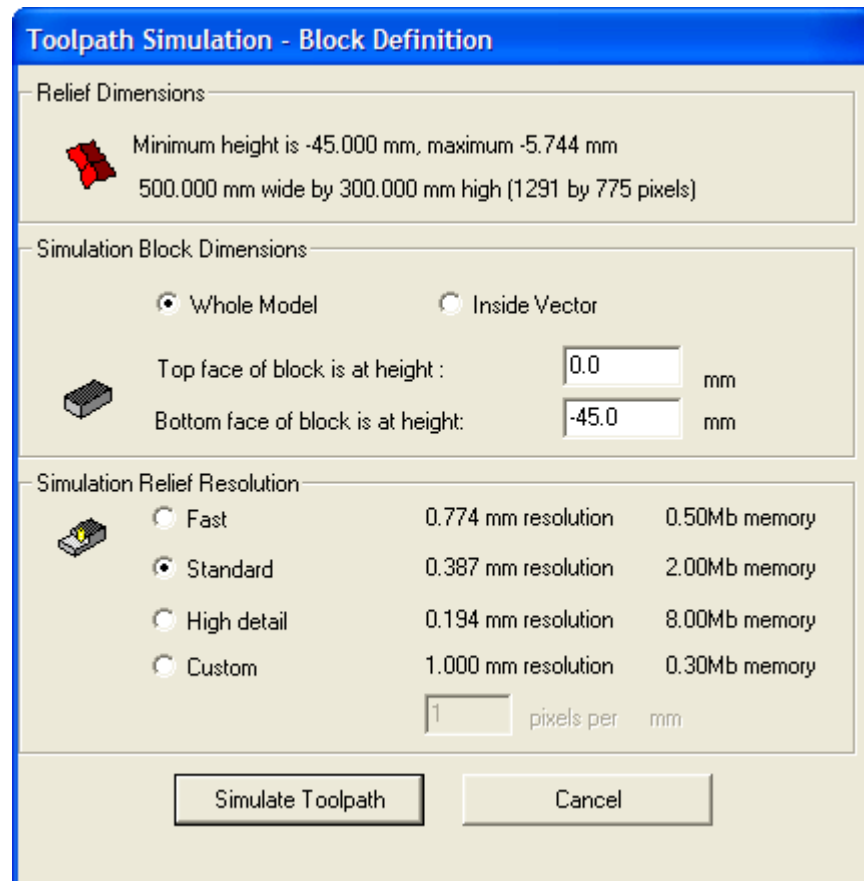 Toolpath Simulation - Block Definition
Relief Dimensions
Minimum height is -45.000 mm, maximum -5.744 mm
500.000 mm wide by 300.000 mm high (1291 by 775 pixels)
Simulation Block Dimensions
Whole Model Inside Vector
Top face of block is at height : 0.0 mm
Bottom face of block is at height: -45.0 mm
Simulation Relief Resolution
Fast 0.774 mm resolution 0.50Mb memory
Standard 0.387 mm resolution 2.00Mb memory
High detail 0.194 mm resolution 8.00Mb memory
Custom 1.000 mm resolution 0.30Mb memory
1 pixels per mm
Simulate Toolpath Cancel